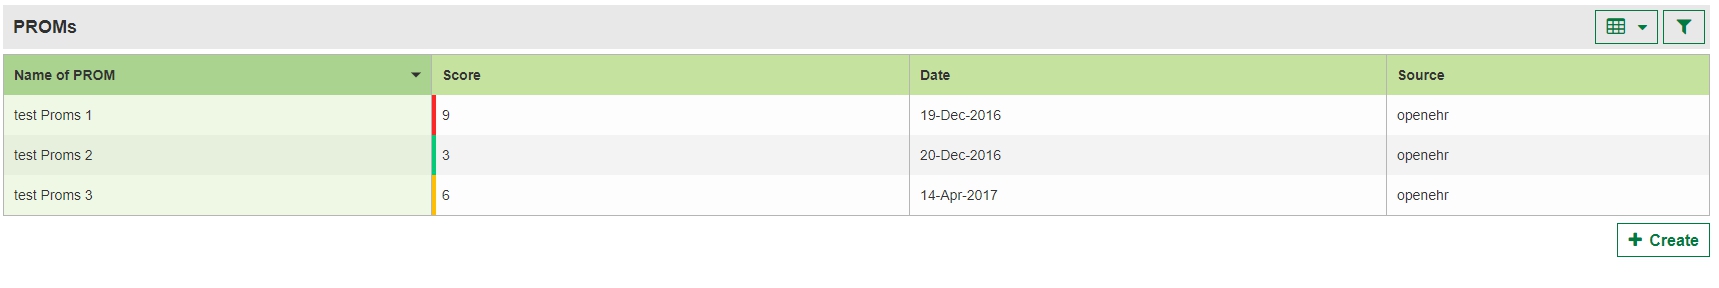 PROMs
Name of PROM Score Date Source
test Proms 1 9 19-Dec-2016 openehr
test Proms 2 3 20-Dec-2016 openehr
test Proms 3 6 14-Apr-2017 openehr
Create